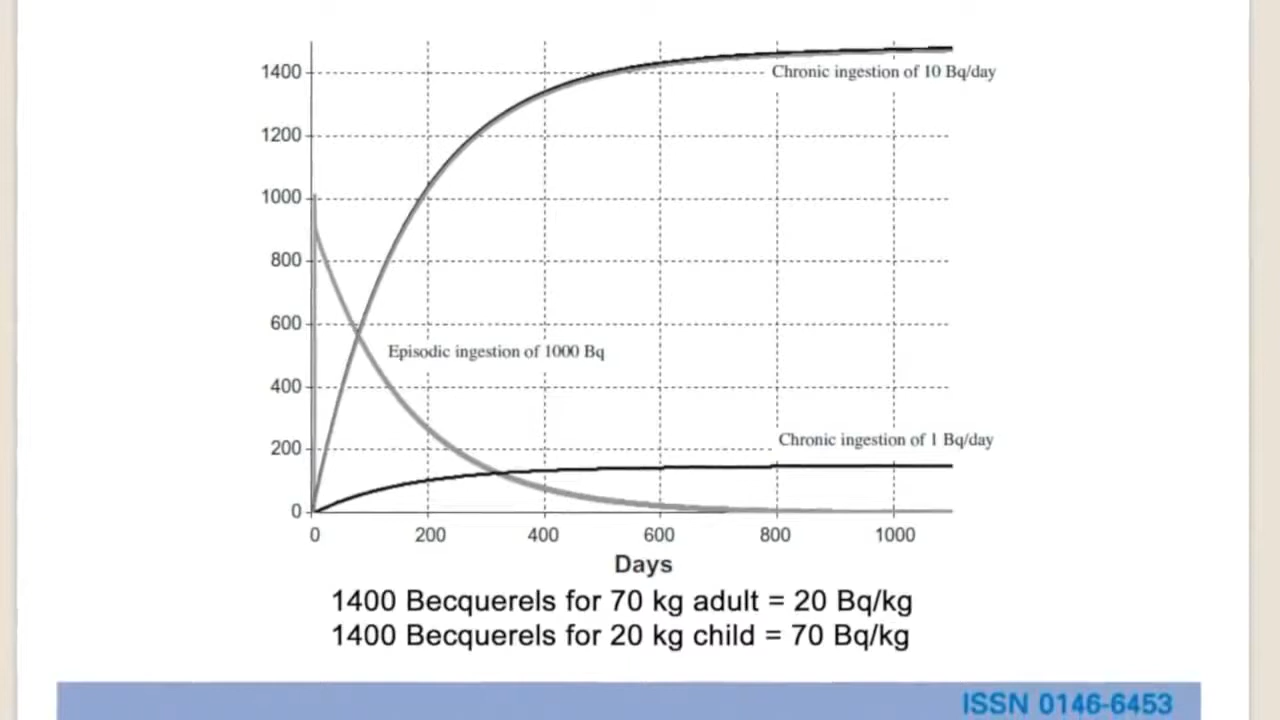 1400
Chronic ingestion of 10 Bq/day
1200
1000
800
600
Episodic ingestion of 1000 Bq
400
Chronic ingestion of 1 Bq/day
200
0
0 200 400 600 800 1000
Days
1400 Becquerels for 70 kg adult = 20 Bq/kg
1400 Becquerels for 20 kg child = 70 Bq/kg
ISSN 0146-6453